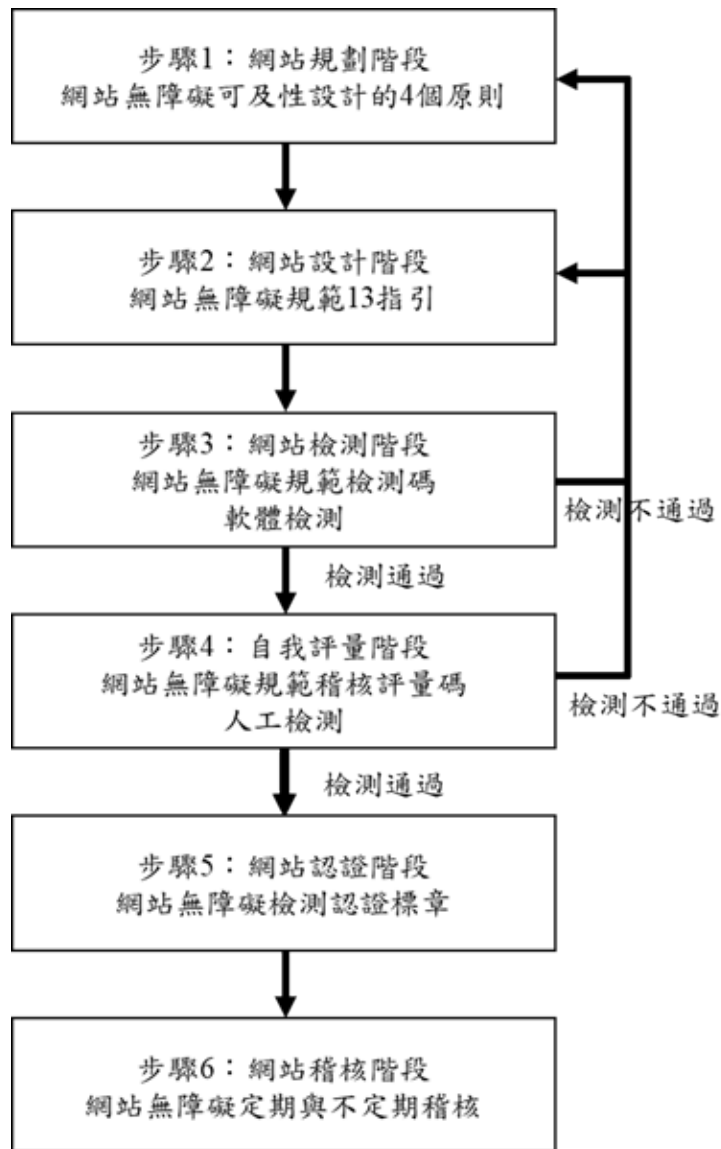 步驟1：網站規劃階段
網站無障礙可及性設計的4個原則
步驟2：網站設計階段
網站無障礙規範13指引
步驟3：網站檢測階段
網站無障礙規範檢測碼
軟體檢測
檢測不通過
檢測通過
步驟4：自我評量階段
網站無障礙規範稽核評量碼
人工檢測
檢測不通過
檢測通過
步驟5：網站認證階段
網站無障礙檢測認證標章
步驟6：網站稽核階段
網站無障礙定期與不定期稽核